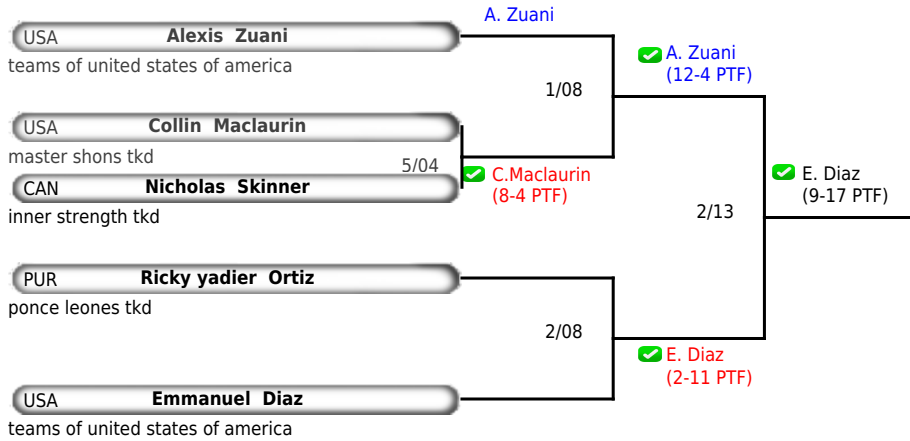 A. Zuani
USA Alexis Zuani
teams of united states of america
A. Zuani
(12-4 PTF)
1/08
USA Collin Maclaurin
master shons tkd
5/04
C.Maclaurin
(8-4 PTF)
CAN Nicholas Skinner
inner strength tkd
E. Diaz
(9-17 PTF)
2/13
PUR Ricky yadier Ortiz
ponce leones tkd
2/08
E. Diaz
(2-11 PTF)
USA Emmanuel Diaz
teams of united states of america